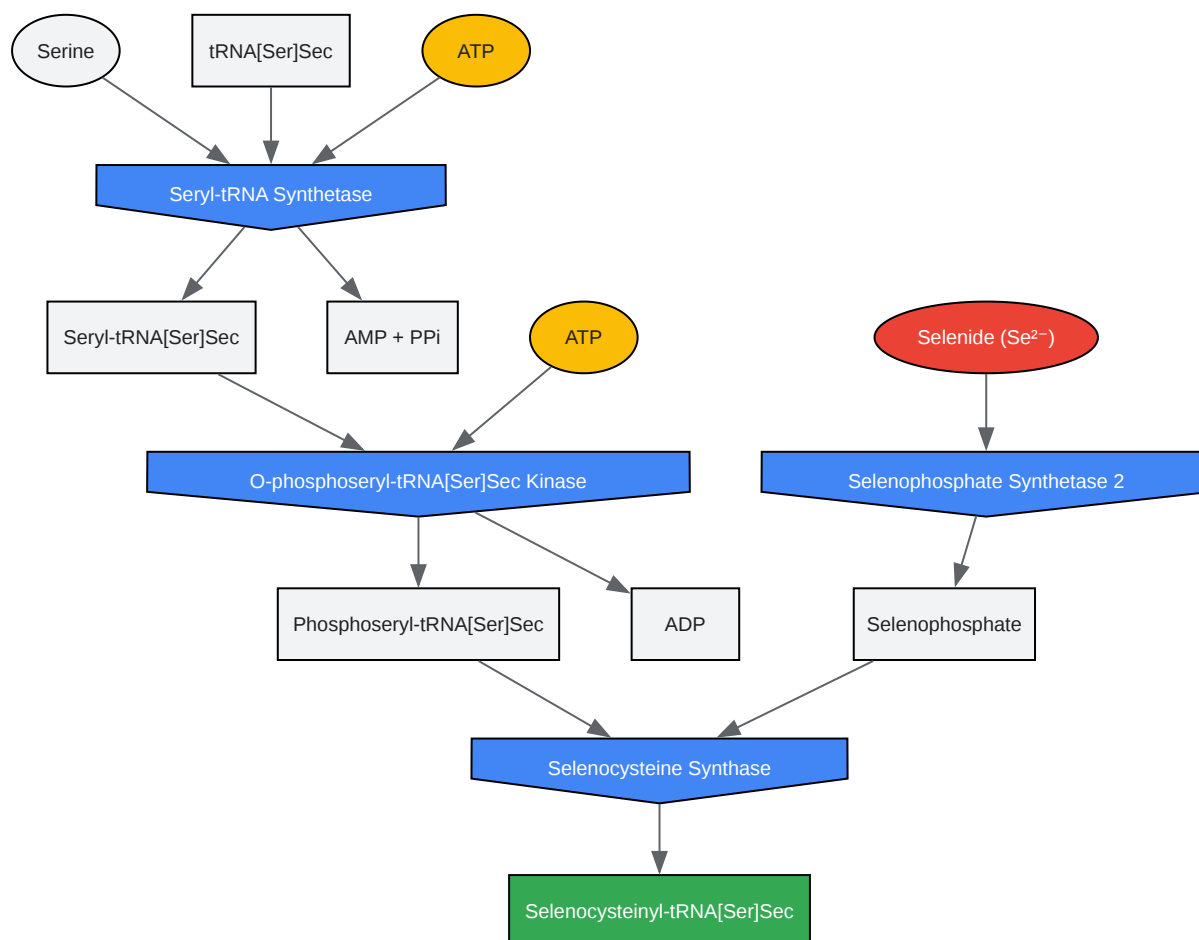 Serine
tRNA[Ser]Sec
ATP
Seryl-tRNA Synthetase
Seryl-tRNA[Ser]Sec
AMP + PPi
ATP
Selenide (Se²⁻)
O-phosphoseryl-tRNA[Ser]Sec Kinase
Selenophosphate Synthetase 2
Phosphoseryl-tRNA[Ser]Sec
ADP
Selenophosphate
Selenocysteine Synthase
Selenocysteinyl-tRNA[Ser]Sec